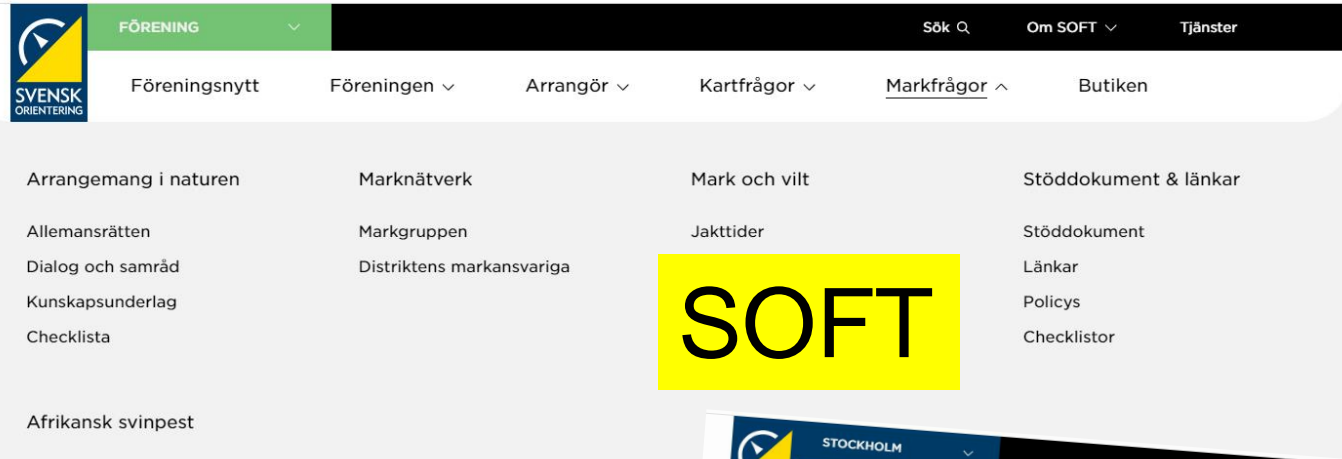 FÖRENING
Sök
Om SOFT
Tjänster
SVENSK
ORIENTERING
Föreningsnytt
Föreningen
Arrangör
Kartfrågor
Markfrågor
Butiken
Arrangemang i naturen
Allemansrätten
Dialog och samråd
Kunskapsunderlag
Checklista
Marknätverk
Markgruppen
Distriktens markansvariga
Mark och vilt
Jakttider
SOFT
Stöddokument & länkar
Stöddokument
Länkar
Policys
Checklistor
Afrikansk svinpest
STOCKHOLM